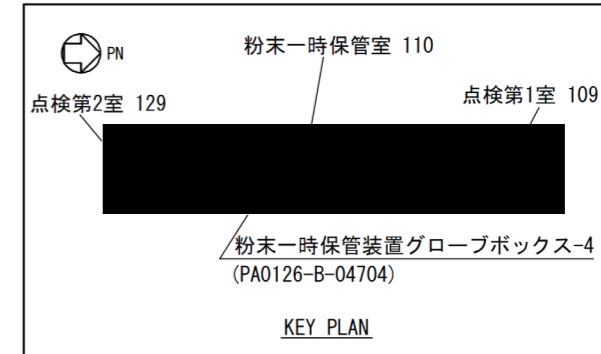 PN
粉末一時保管室 110
点検第2室 129
点検第1室 109
粉末一時保管装置グローブボックス-4
(PA0126-B-04704)
KEY PLAN